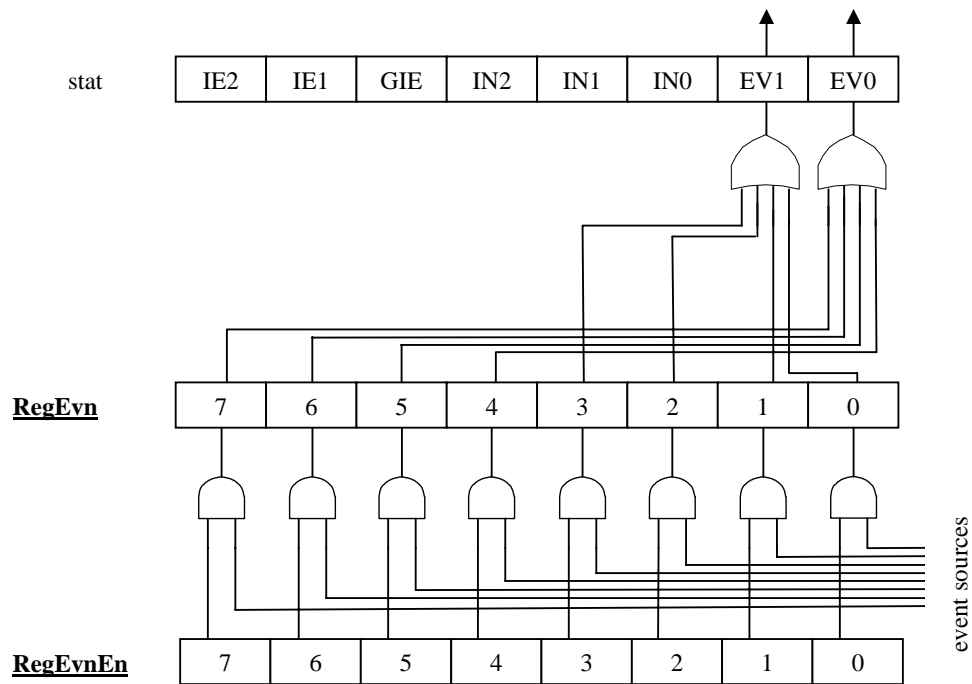 stat IE2 IE1 GIE IN2 IN1 IN0 EV1 EV0
RegEvn 7 6 5 4 3 2 1 0
event sources
RegEvnEn 7 6 5 4 3 2 1 0